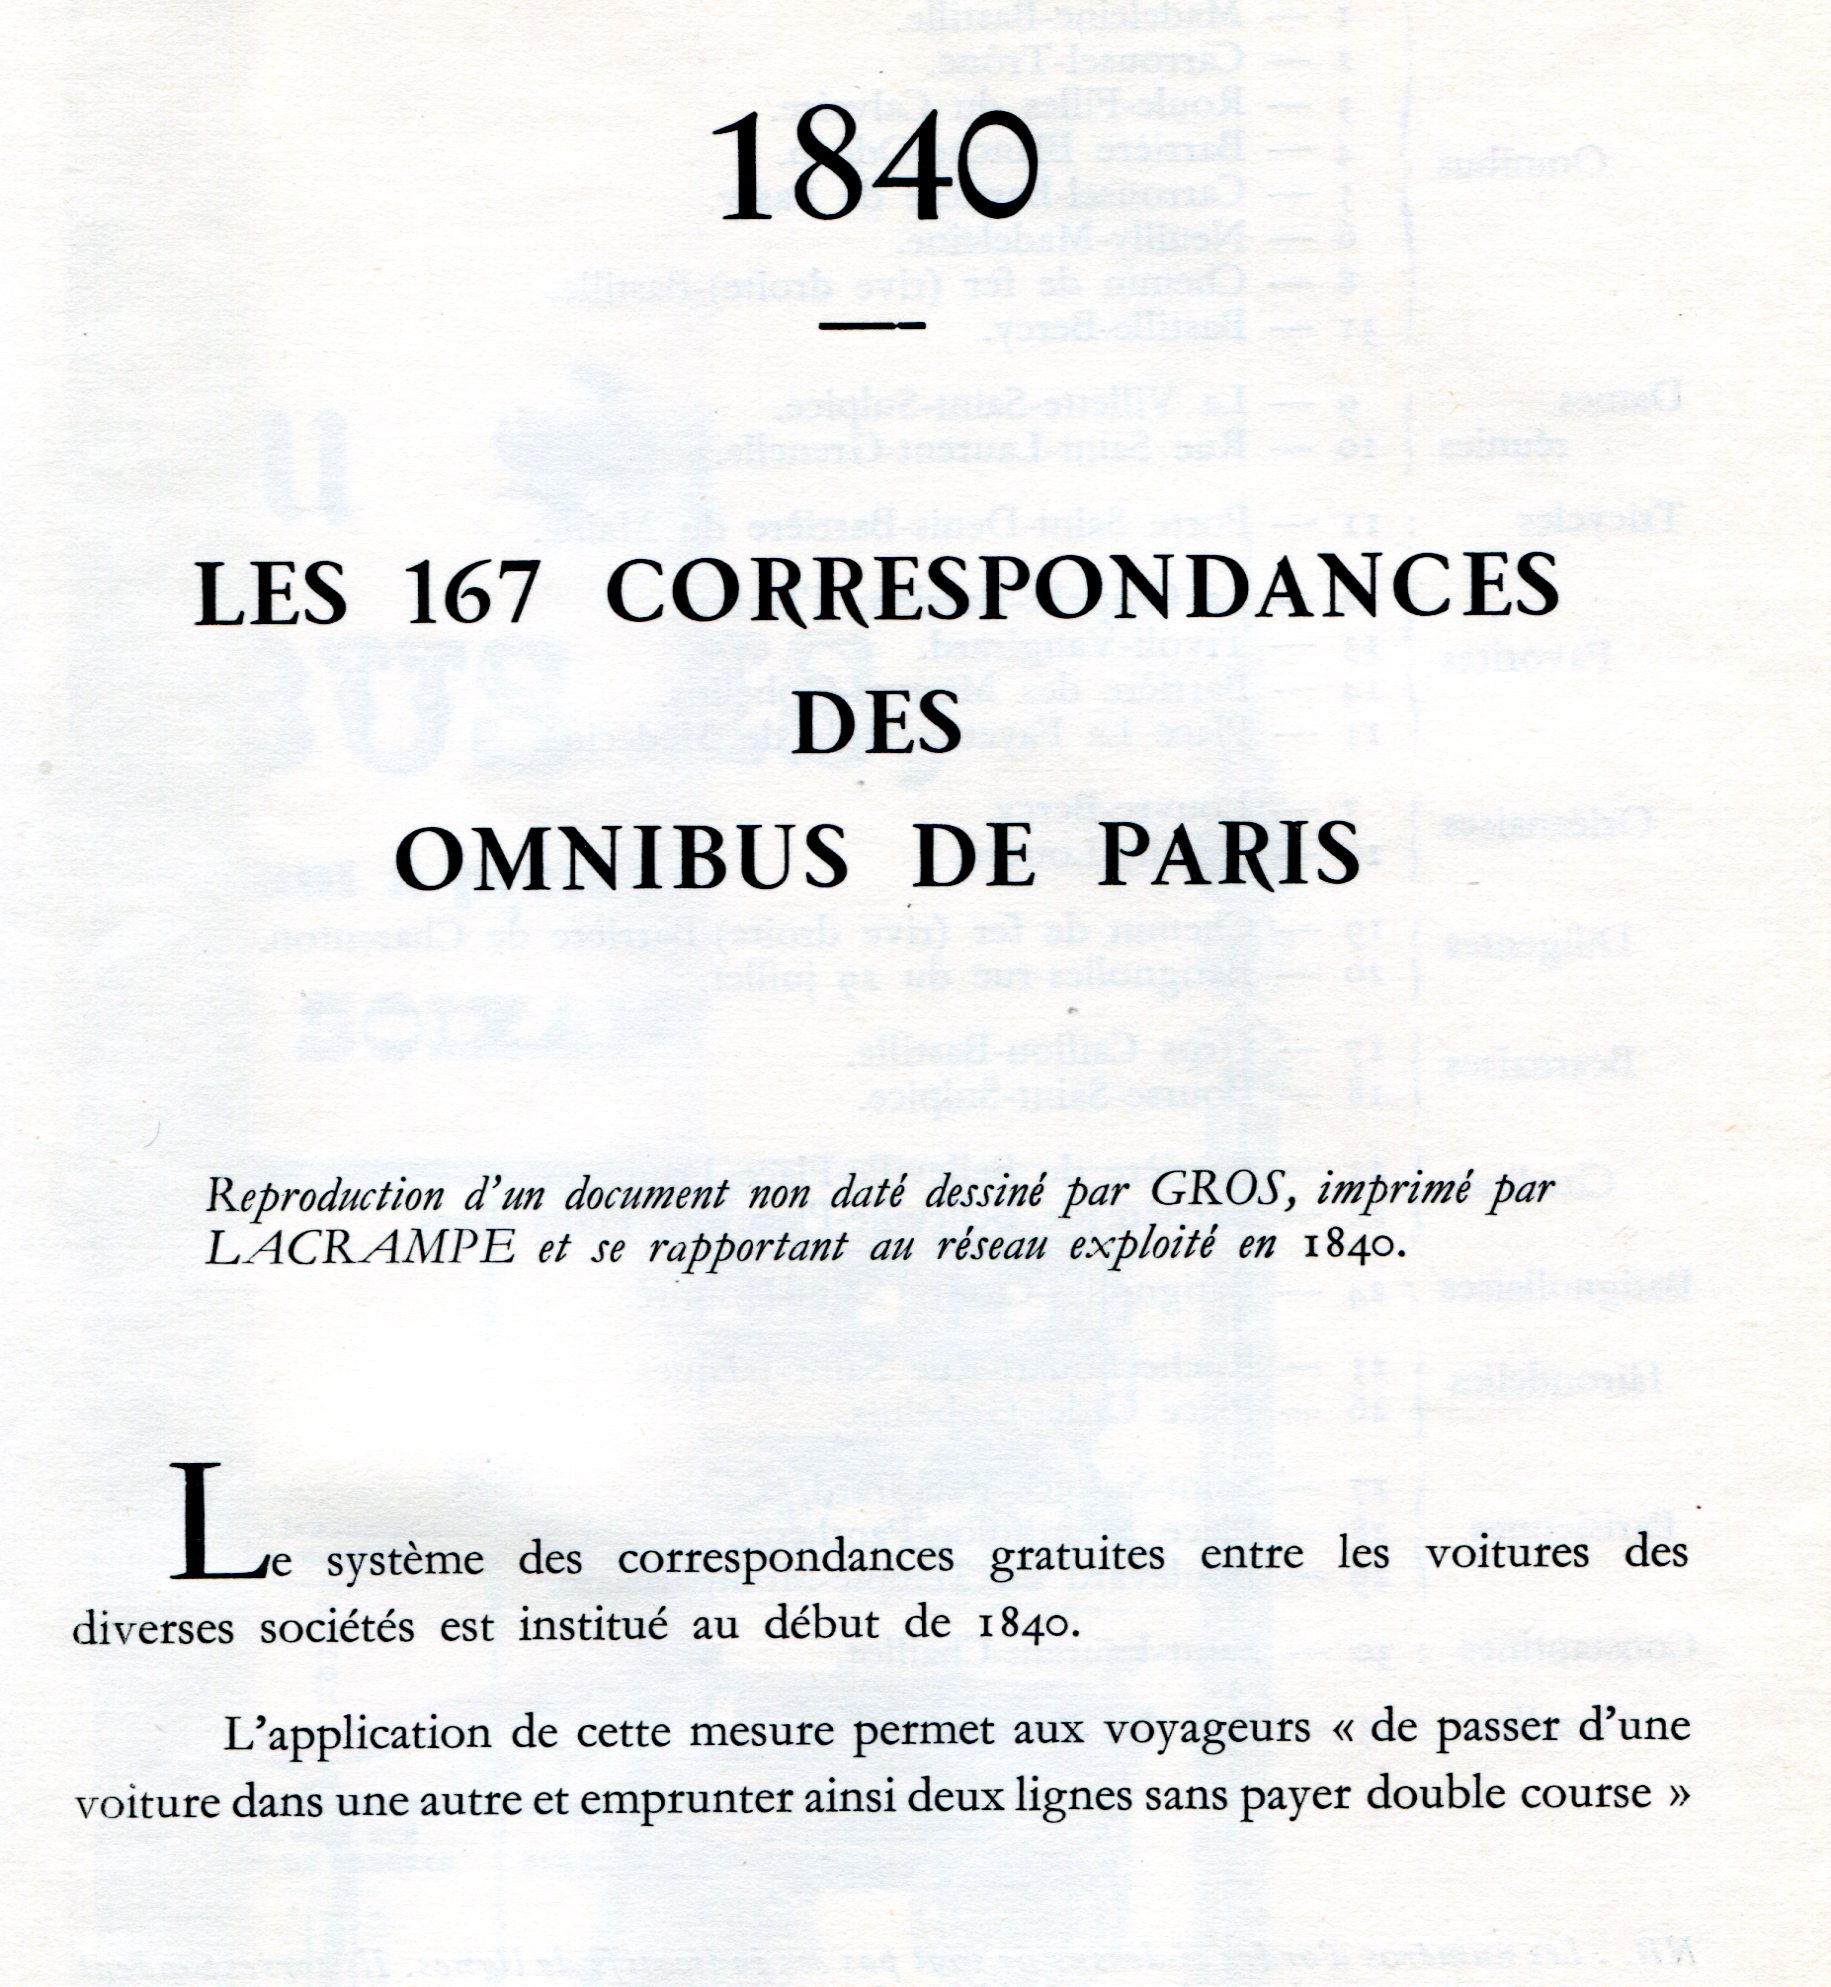 1840
LES 167 CORRESPONDANCES
DES
OMNIBUS DE PARIS
Reproduction d'un document non daté dessiné par GROS, imprimé par
LACRAMPE et se rapportant au réseau exploité en 1840.
Le système des correspondances gratuites entre les voitures des
diverses sociétés est institué au début de 1840.
L'application de cette mesure permet aux voyageurs « de passer d'une
voiture dans une autre et emprunter ainsi deux lignes sans payer double course »